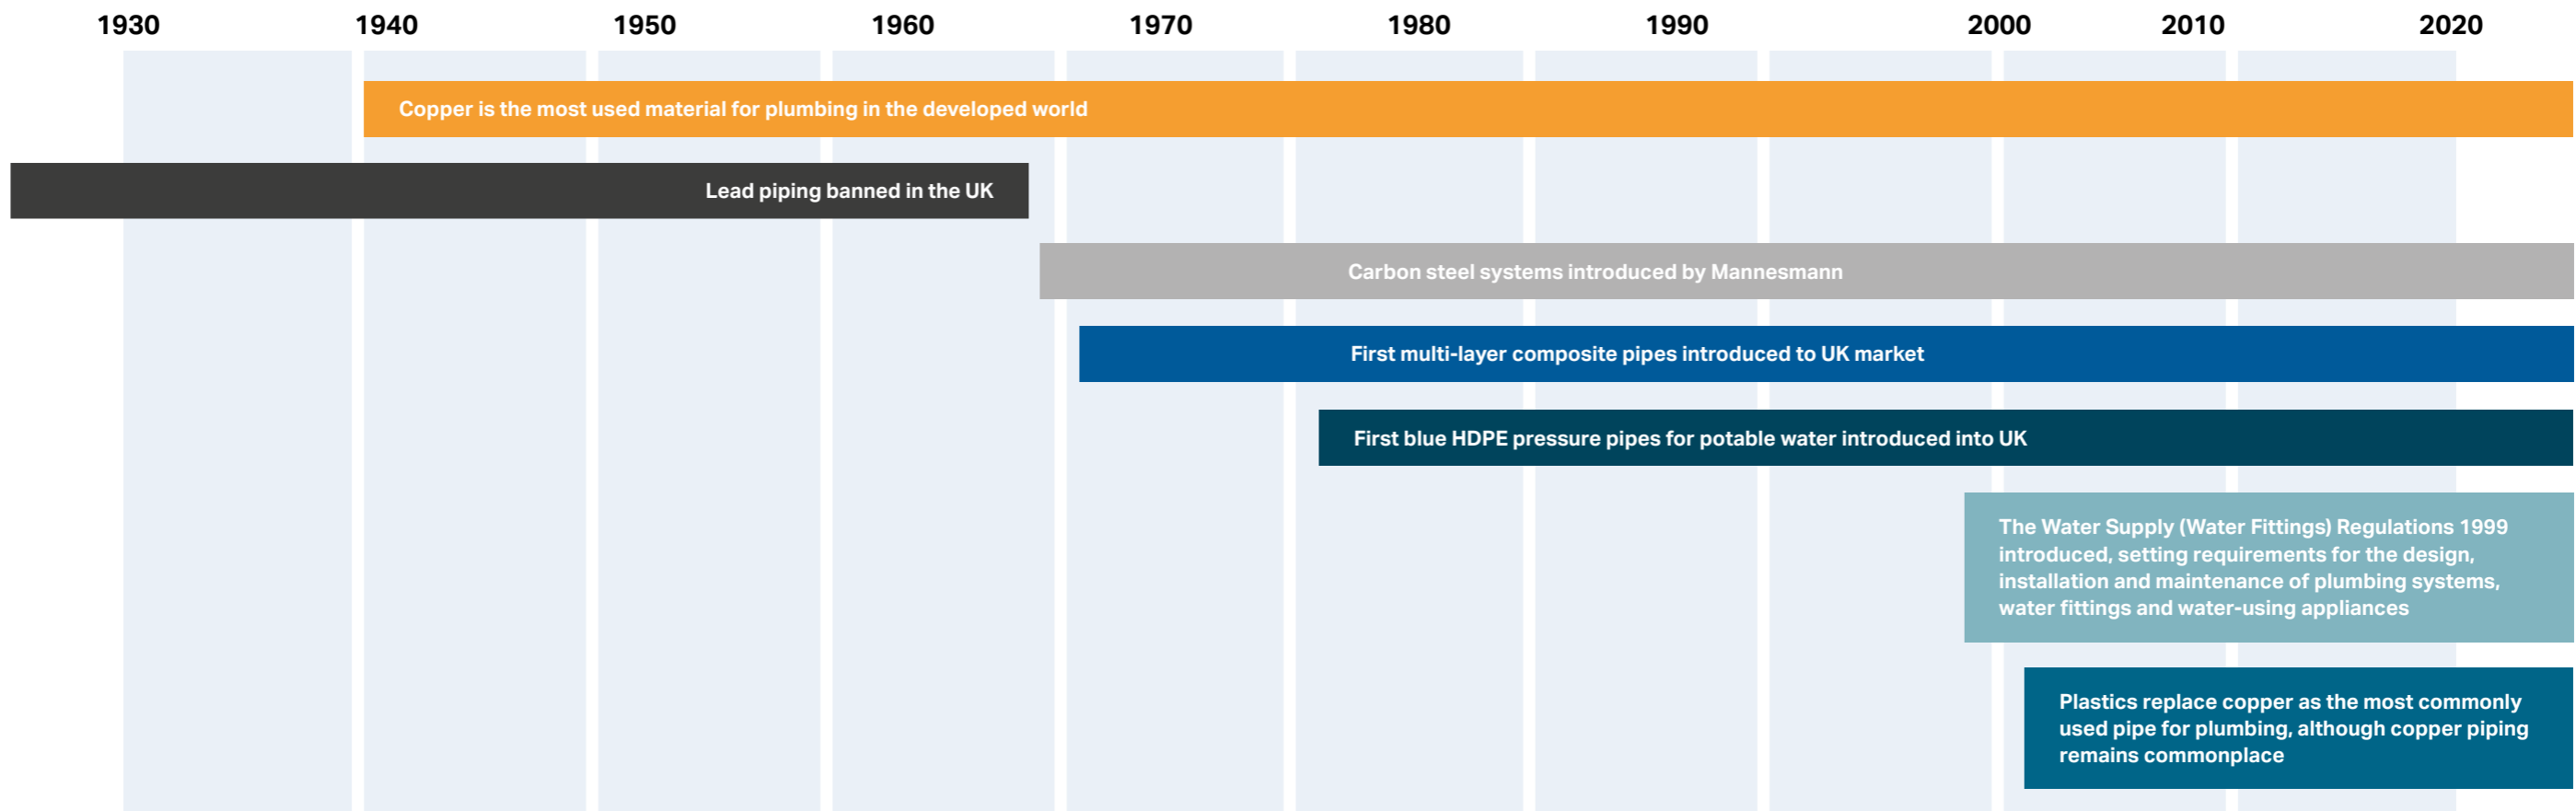 1930 1940 1950 1960 1970 1980 1990 2000 2010 2020
Copper is the most used material for plumbing in the developed world
Lead piping banned in the UK
Carbon steel systems introduced by Mannesmann
First multi-layer composite pipes introduced to UK market
First blue HDPE pressure pipes for potable water introduced into UK
The Water Supply (Water Fittings) Regulations 1999
introduced, setting requirements for the design,
installation and maintenance of plumbing systems,
water fittings and water-using appliances
Plastics replace copper as the most commonly
used pipe for plumbing, although copper piping
remains commonplace